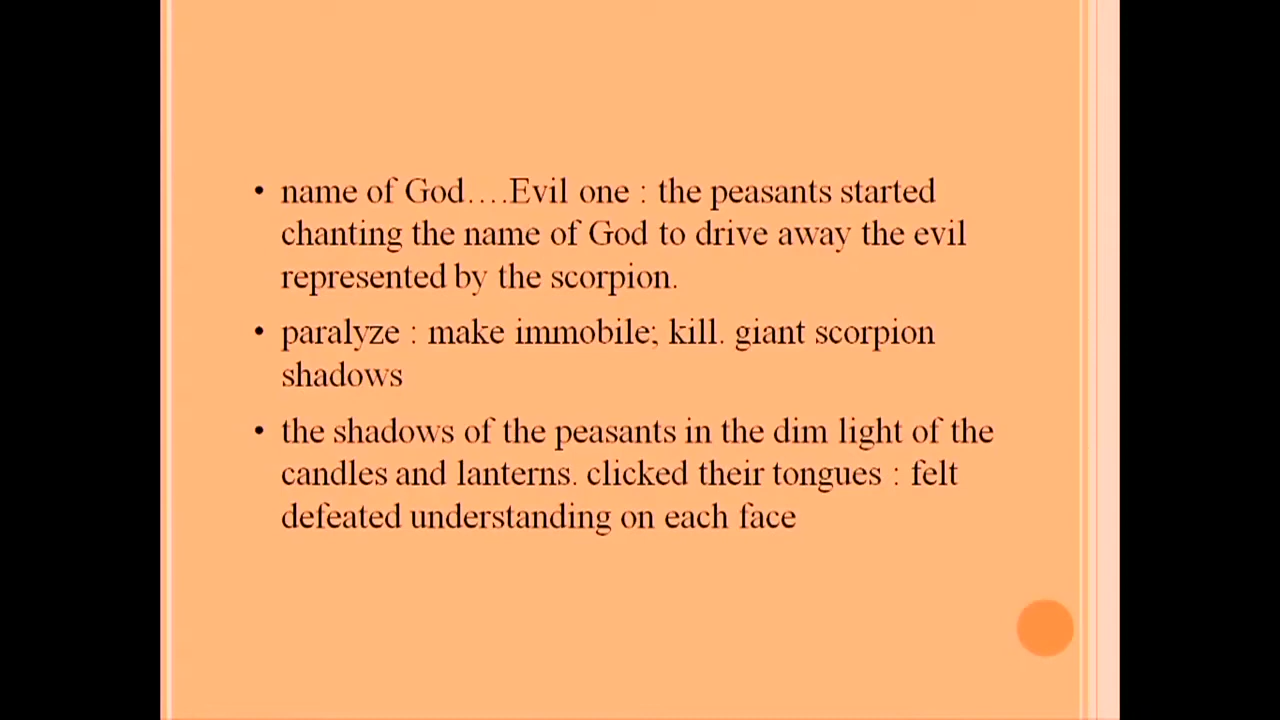 • name of God....Evil one : the peasants started
chanting the name of God to drive away the evil
represented by the scorpion.
• paralyze : make immobile; kill. giant scorpion
shadows
• the shadows of the peasants in the dim light of the
candles and lanterns. clicked their tongues : felt
defeated understanding on each face